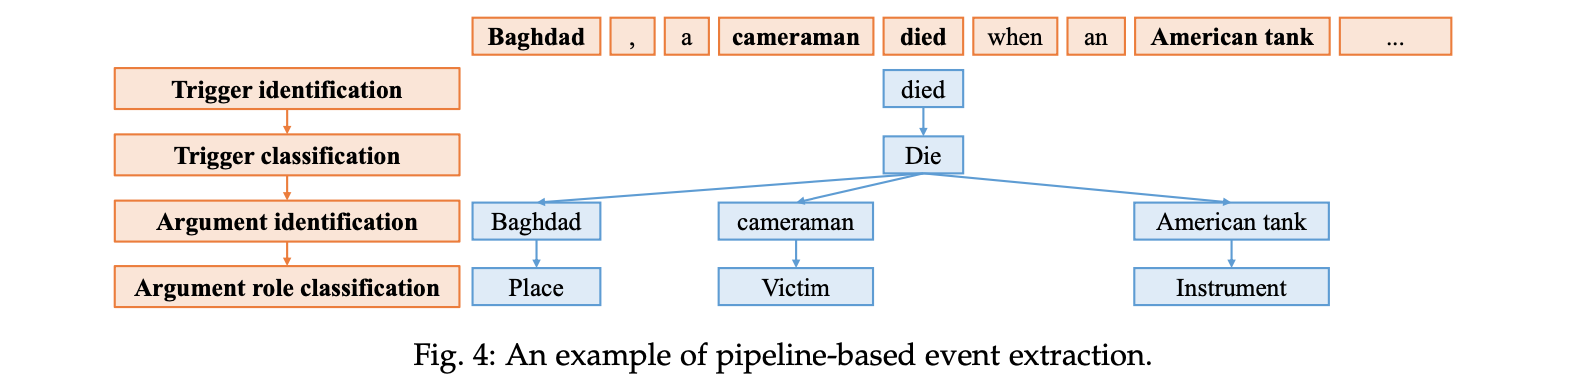 Baghdad , a cameraman died when an American tank ...
Trigger identification died
Trigger classification Die
Argument identification Baghdad cameraman American tank
Argument role classification Place Victim Instrument
Fig. 4: An example of pipeline-based event extraction.